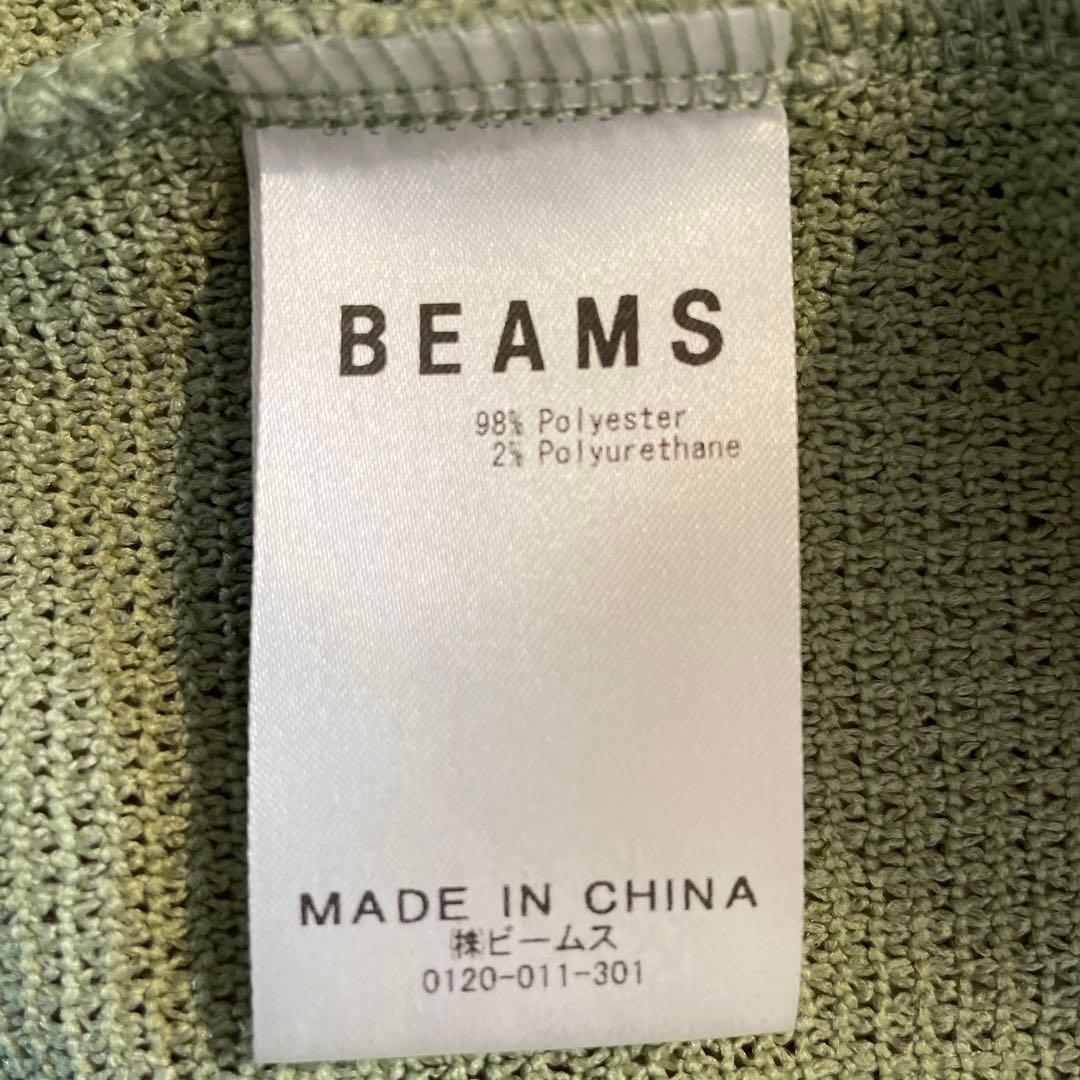 BEAMS
98% Polyester
2% Polyurethane
MADE IN CHINA
㈱ビームス
0120-011-301